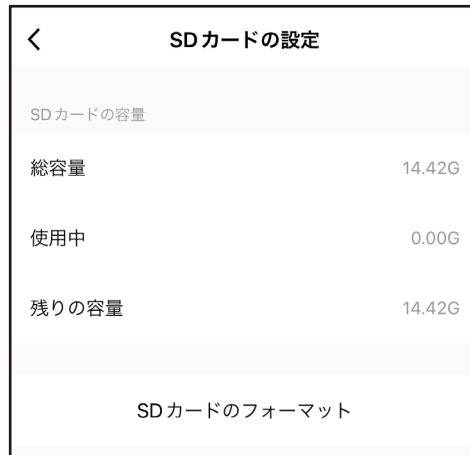 SDカードの設定
SDカードの容量
総容量 14.42G
使用中 0.00G
残りの容量 14.42G
SDカードのフォーマット